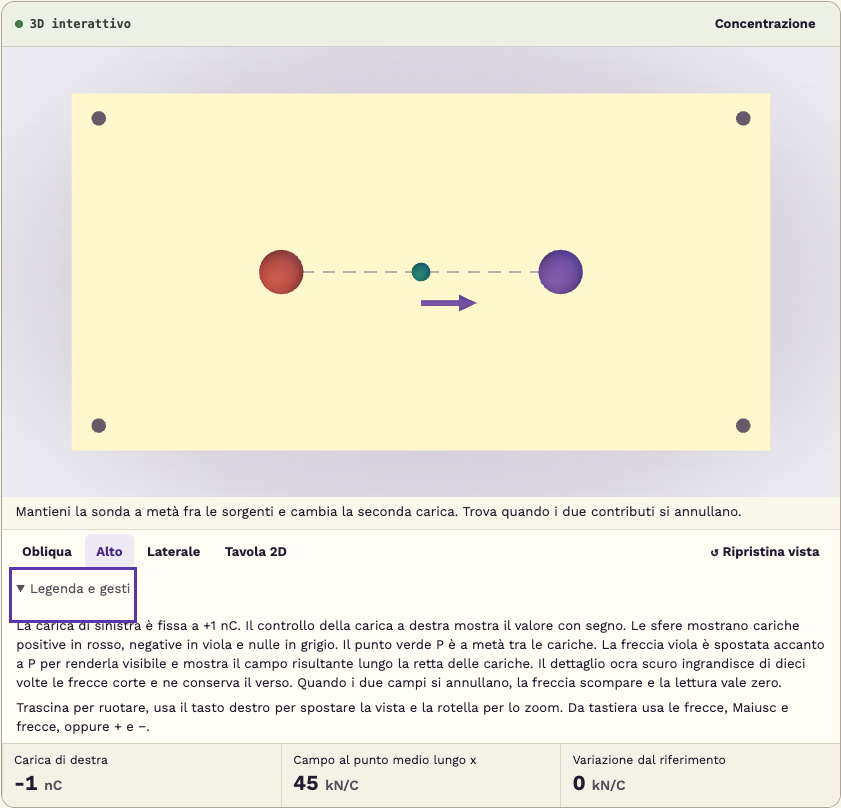 3D interattivo
Concentrazione
Mantieni la sonda a metà fra le sorgenti e cambia la seconda carica. Trova quando i due contributi si annullano.
Obliqua Alto Laterale Tavola 2D ↺ Ripristina vista
▼ Legenda e gesti
La carica di sinistra è fissa a +1 nC. Il controllo della carica a destra mostra il valore con segno. Le sfere mostrano cariche
positive in rosso, negative in viola e nulle in grigio. Il punto verde P è a metà tra le cariche. La freccia viola è spostata accanto
a P per renderla visibile e mostra il campo risultante lungo la retta delle cariche. Il dettaglio ocra scuro ingrandisce di dieci
volte le frecce corte e ne conserva il verso. Quando i due campi si annullano, la freccia scompare e la lettura vale zero.
Trascina per ruotare, usa il tasto destro per spostare la vista e la rotella per lo zoom. Da tastiera usa le frecce, Maiusc e
frecce, oppure + e −.
Carica di destra
−1 nC
Campo al punto medio lungo x
45 kN/C
Variazione dal riferimento
0 kN/C